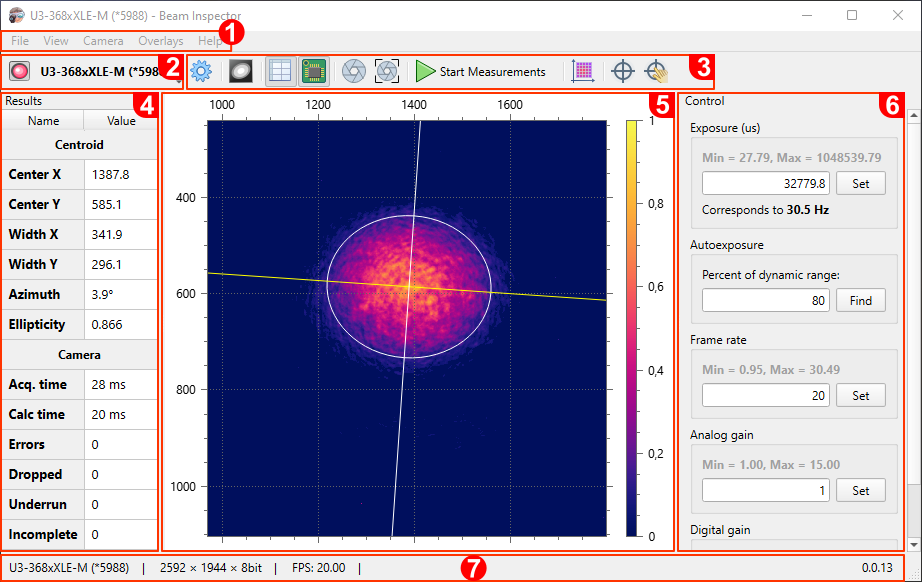 U3-368xXLE-M (*5988) - Beam Inspector
File View Camera Overlays Help
1
U3-368xXLE-M (*598
2
Start Measurements
3
Results
4
Name Value
Centroid
Center X 1387.8
Center Y 585.1
Width X 341.9
Width Y 296.1
Azimuth 3.9°
Ellipticity 0.866
Camera
Acq. time 28 ms
Calc time 20 ms
Errors 0
Dropped 0
Underrun 0
Incomplete 0
1000 1200 1400 1600
5
400
600
800
1000
1
0,8
0,6
0,4
0,2
0
Control
6
Exposure (us)
Min = 27.79, Max = 1048539.79
32779.8 Set
Corresponds to 30.5 Hz
Autoexposure
Percent of dynamic range:
80 Find
Frame rate
Min = 0.95, Max = 30.49
20 Set
Analog gain
Min = 1.00, Max = 15.00
1 Set
Digital gain
U3-368xXLE-M (*5988) | 2592 × 1944 × 8bit | FPS: 20.00 |
7
0.0.13